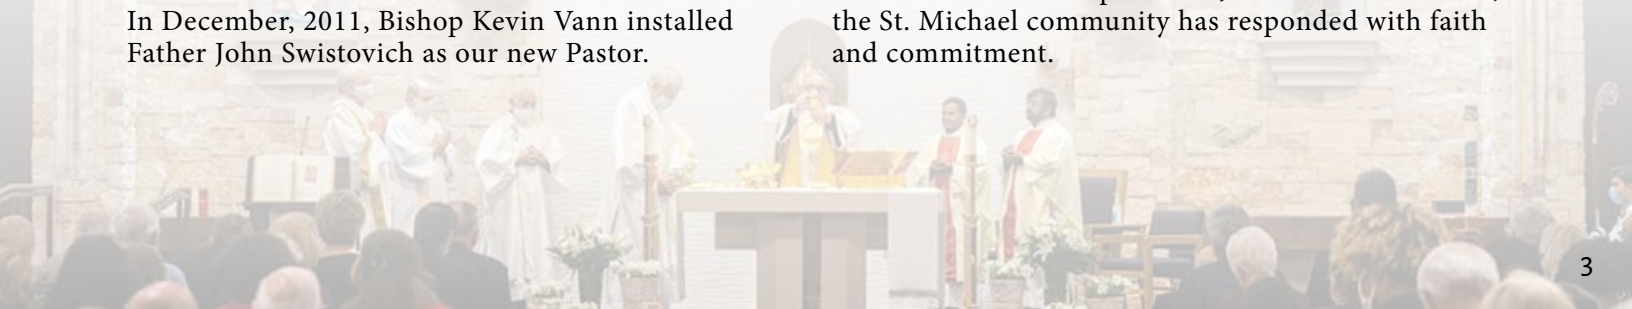 In December, 2011, Bishop Kevin Vann installed
Father John Swistovich as our new Pastor.
the St. Michael community has responded with faith
and commitment.
3